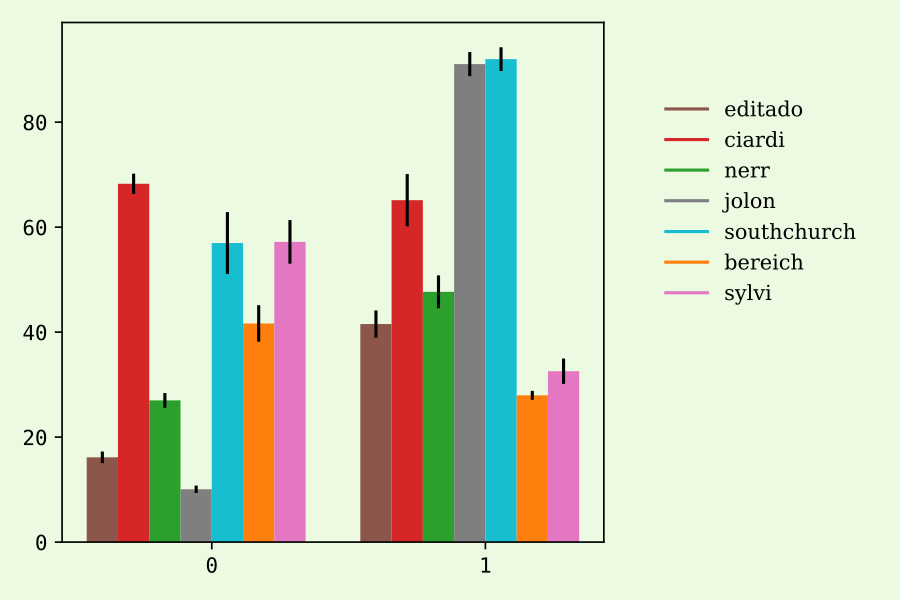 80
60
40
20
0
0 1
editado
ciardi
nerr
jolon
southchurch
bereich
sylvi